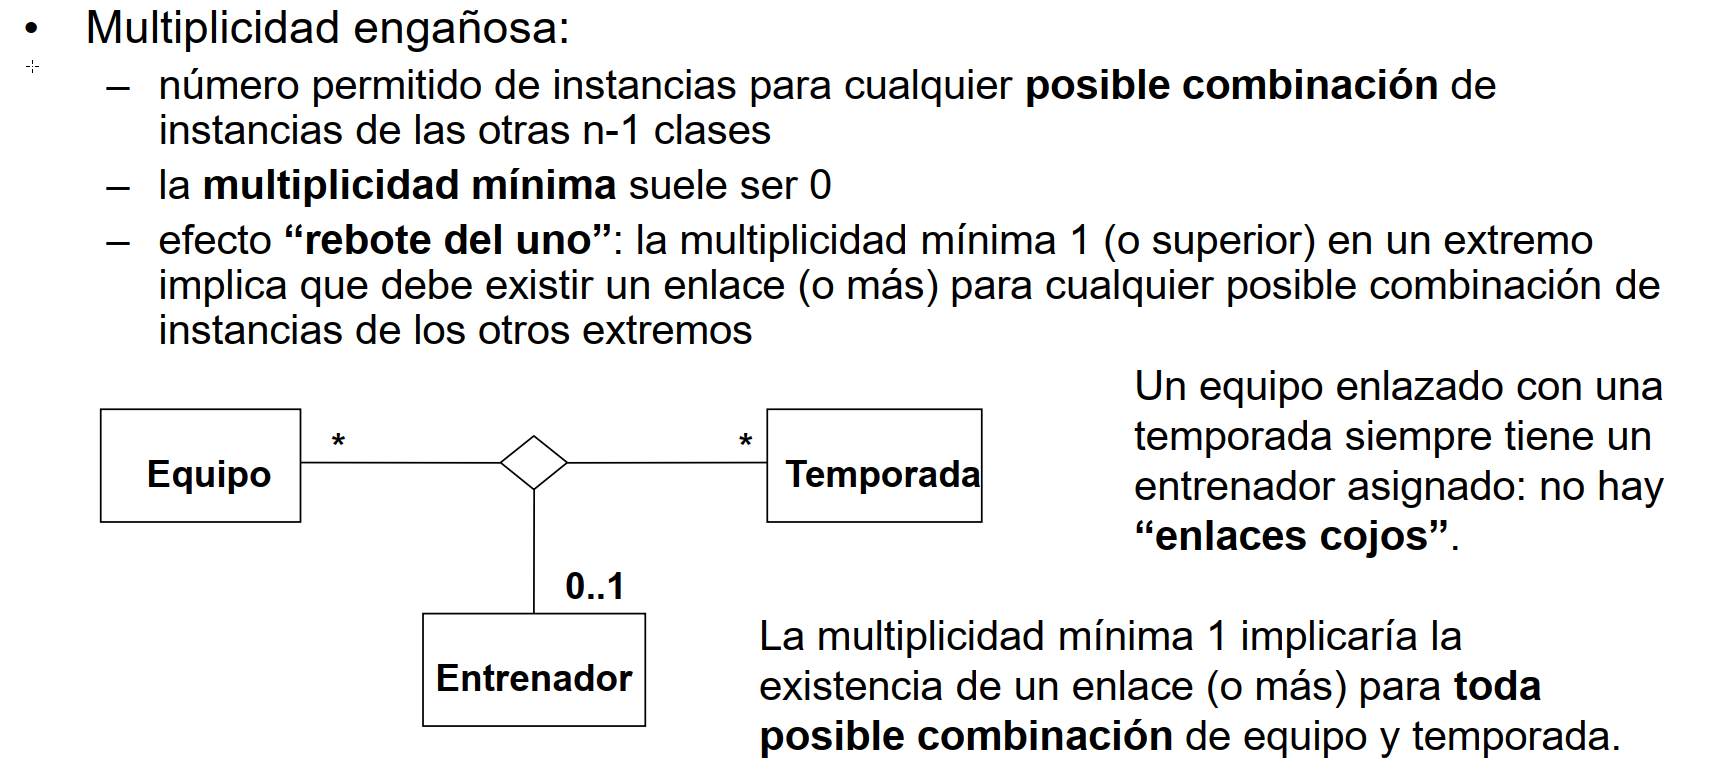 • Multiplicidad engañosa:
– número permitido de instancias para cualquier posible combinación de
instancias de las otras n-1 clases
– la multiplicidad mínima suele ser 0
– efecto “rebote del uno”: la multiplicidad mínima 1 (o superior) en un extremo
implica que debe existir un enlace (o más) para cualquier posible combinación de
instancias de los otros extremos
Equipo
*
*
Temporada
0..1
Entrenador
Un equipo enlazado con una
temporada siempre tiene un
entrenador asignado: no hay
“enlaces cojos”.
La multiplicidad mínima 1 implicaría la
existencia de un enlace (o más) para toda
posible combinación de equipo y temporada.